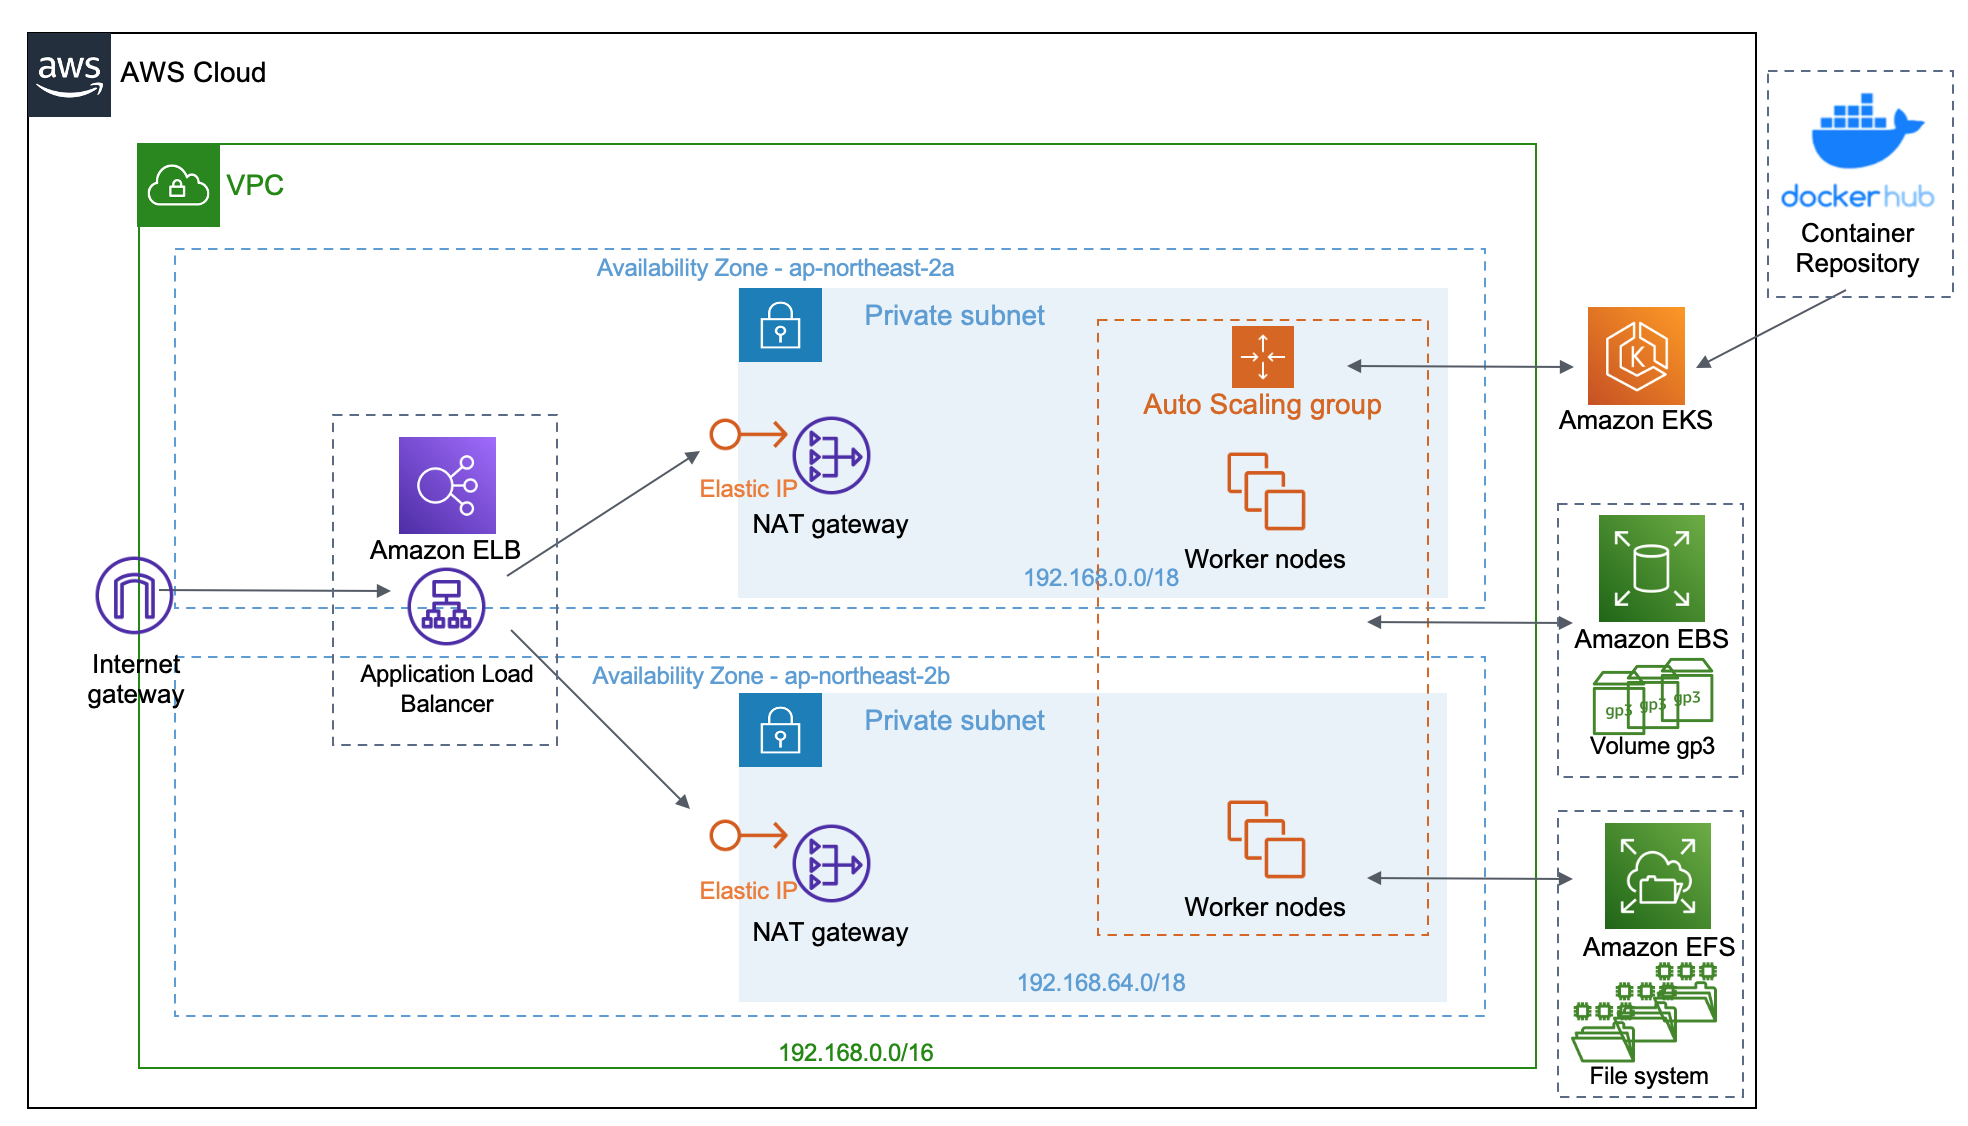 aws
AWS Cloud
VPC
Availability Zone - ap-northeast-2a
Private subnet
Auto Scaling group
Elastic IP
NAT gateway
Worker nodes
192.168.0.0/18
Amazon ELB
Application Load
Balancer
Internet
gateway
Availability Zone - ap-northeast-2b
Private subnet
Elastic IP
NAT gateway
Worker nodes
192.168.64.0/18
192.168.0.0/16
dockerhub
Container
Repository
K
Amazon EKS
Amazon EBS
gp3
gp3
gp3
Volume gp3
Amazon EFS
File system